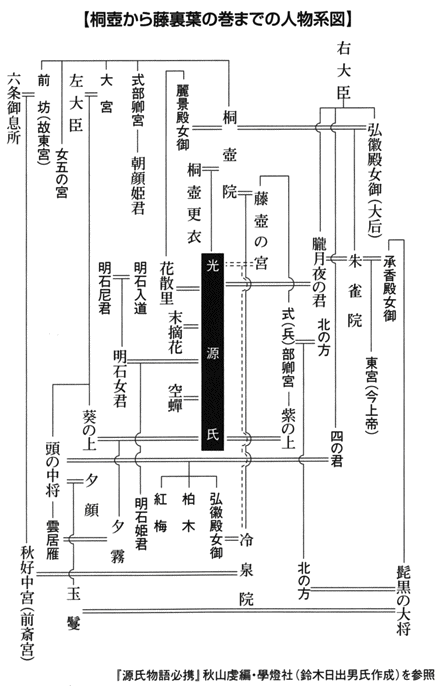 【桐壺から藤裏葉の巻までの人物系図】
右大臣
弘徽殿女御(大后)
承香殿女御
朱雀院
東宮(今上帝)
朧月夜の君
北の方
四の君
髭黒の大将
北の方
藤壺の宮
式(兵)部卿宮
紫の上
桐壺院
冷泉院
桐壺更衣
光源氏
麗景殿女御
花散里
末摘花
空蟬
弘徽殿女御
柏木
紅梅
式部卿宮
朝顔姫君
明石入道
明石尼君
明石女君
明石姫君
大宮
左大臣
葵の上
夕霧
頭の中将
夕顔
雲居雁
玉鬘
女五の宮
前坊(故東宮)
六条御息所
秋好中宮(前斎宮)
『源氏物語必携』秋山虔編・學燈社(鈴木日出男氏作成)を参照